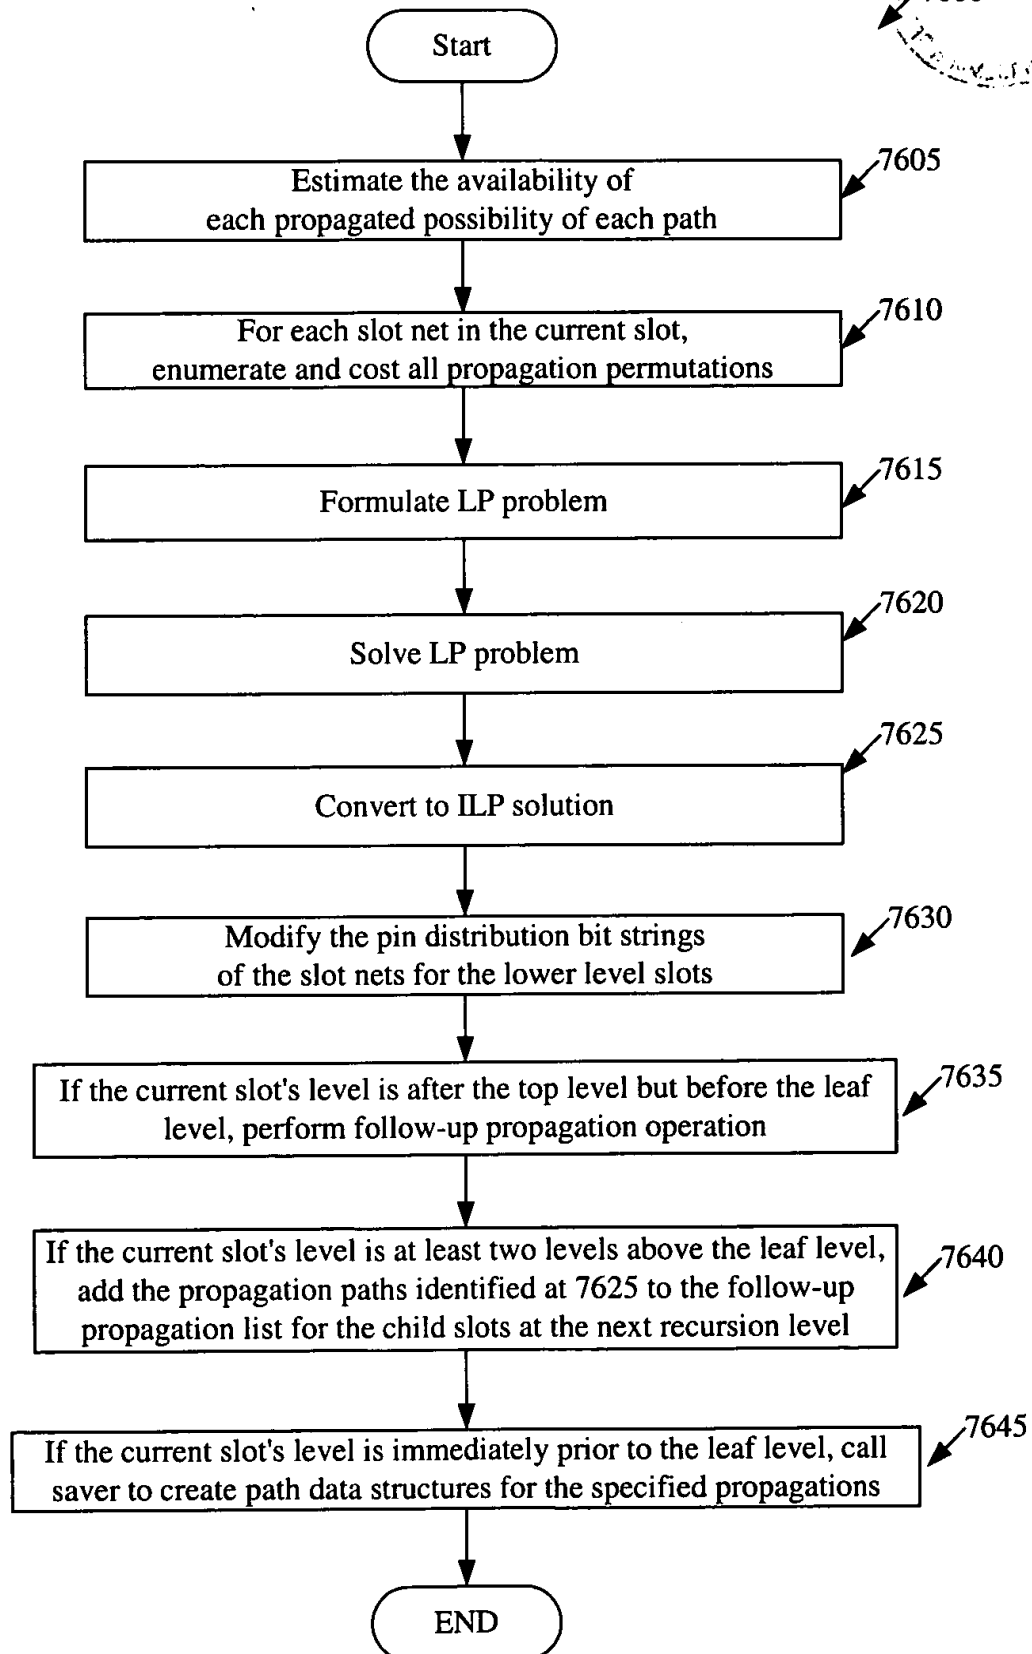 Start
7605
Estimate the availability of
each propagated possibility of each path
7610
For each slot net in the current slot,
enumerate and cost all propagation permutations
7615
Formulate LP problem
7620
Solve LP problem
7625
Convert to ILP solution
7630
Modify the pin distribution bit strings
of the slot nets for the lower level slots
7635
If the current slot's level is after the top level but before the leaf
level, perform follow-up propagation operation
7640
If the current slot's level is at least two levels above the leaf level,
add the propagation paths identified at 7625 to the follow-up
propagation list for the child slots at the next recursion level
7645
If the current slot's level is immediately prior to the leaf level, call
saver to create path data structures for the specified propagations
END